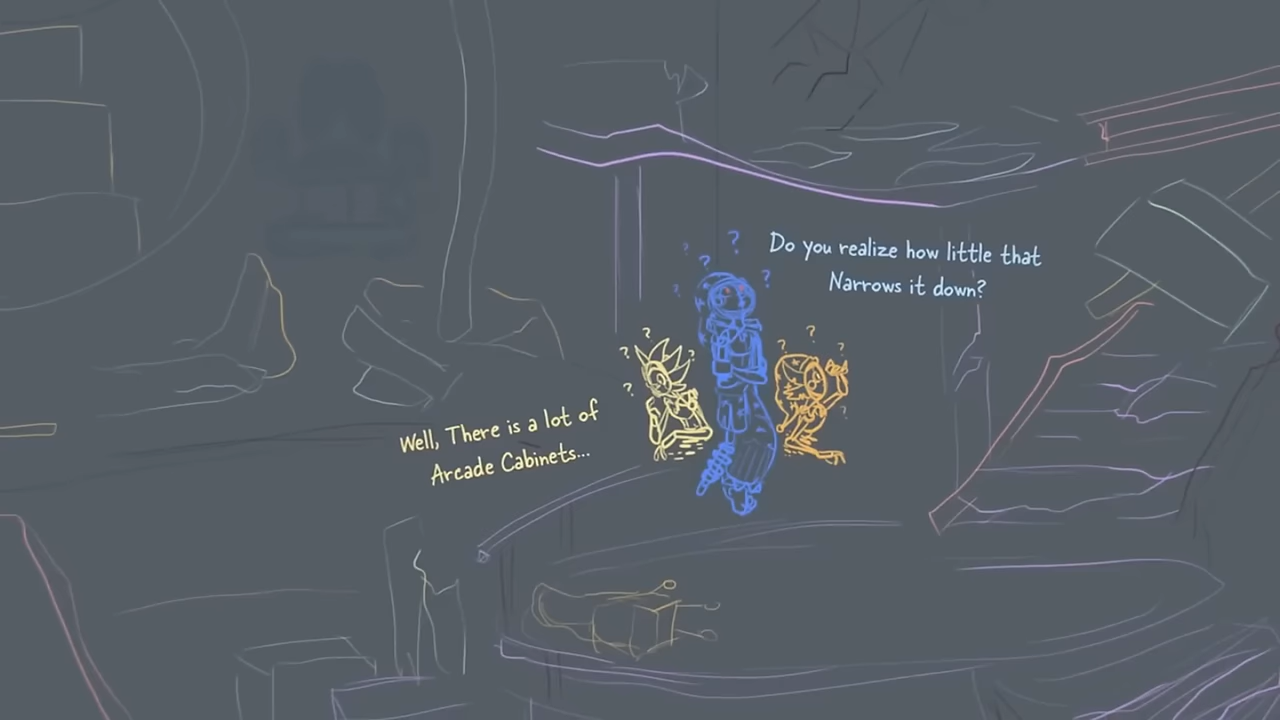 Do you realize how little that
Narrows it down?
Well, There is a lot of
Arcade Cabinets...